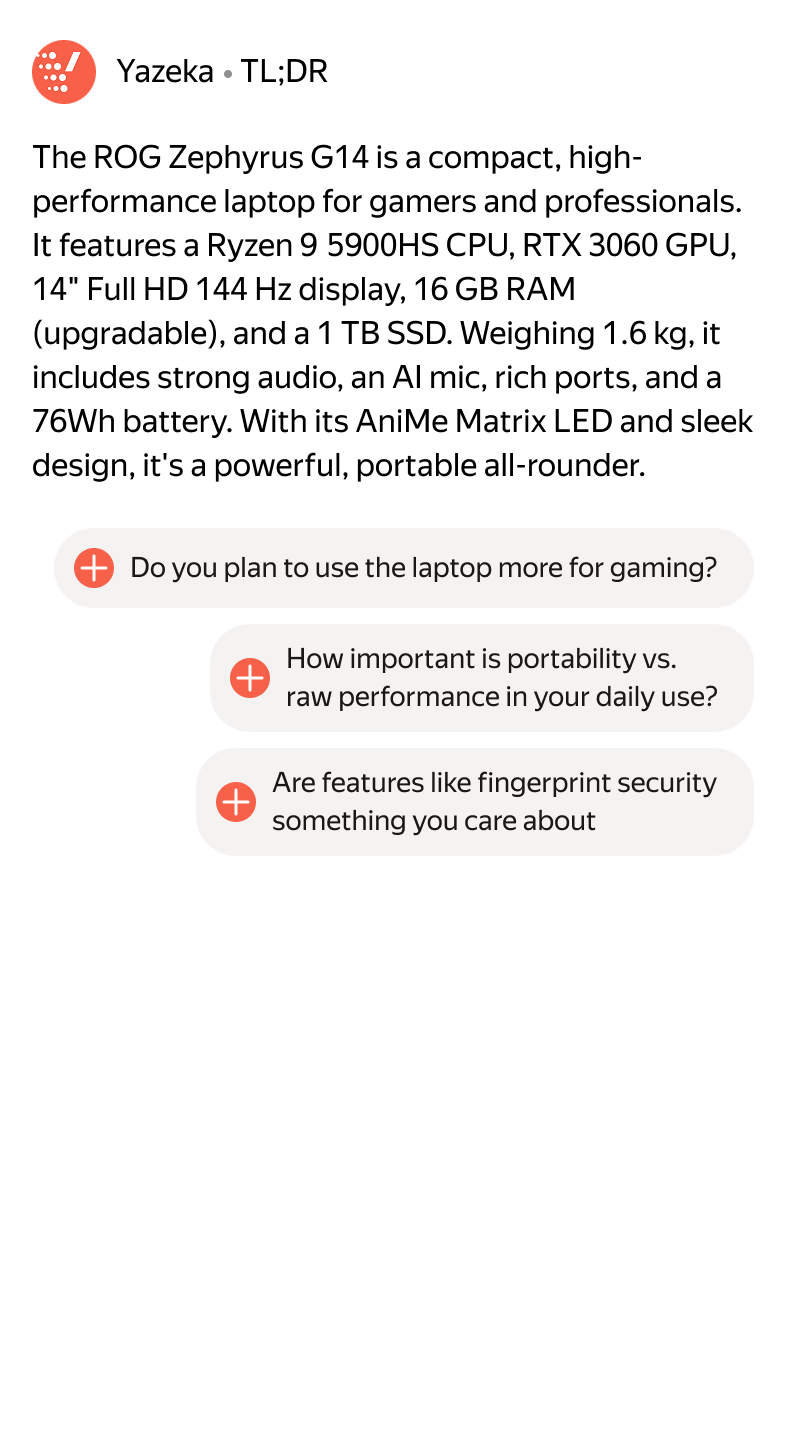 Yazeka • TL;DR
The ROG Zephyrus G14 is a compact, high-
performance laptop for gamers and professionals.
It features a Ryzen 9 5900HS CPU, RTX 3060 GPU,
14" Full HD 144 Hz display, 16 GB RAM
(upgradable), and a 1 TB SSD. Weighing 1.6 kg, it
includes strong audio, an AI mic, rich ports, and a
76Wh battery. With its AniMe Matrix LED and sleek
design, it's a powerful, portable all-rounder.
Do you plan to use the laptop more for gaming?
How important is portability vs.
raw performance in your daily use?
Are features like fingerprint security
something you care about